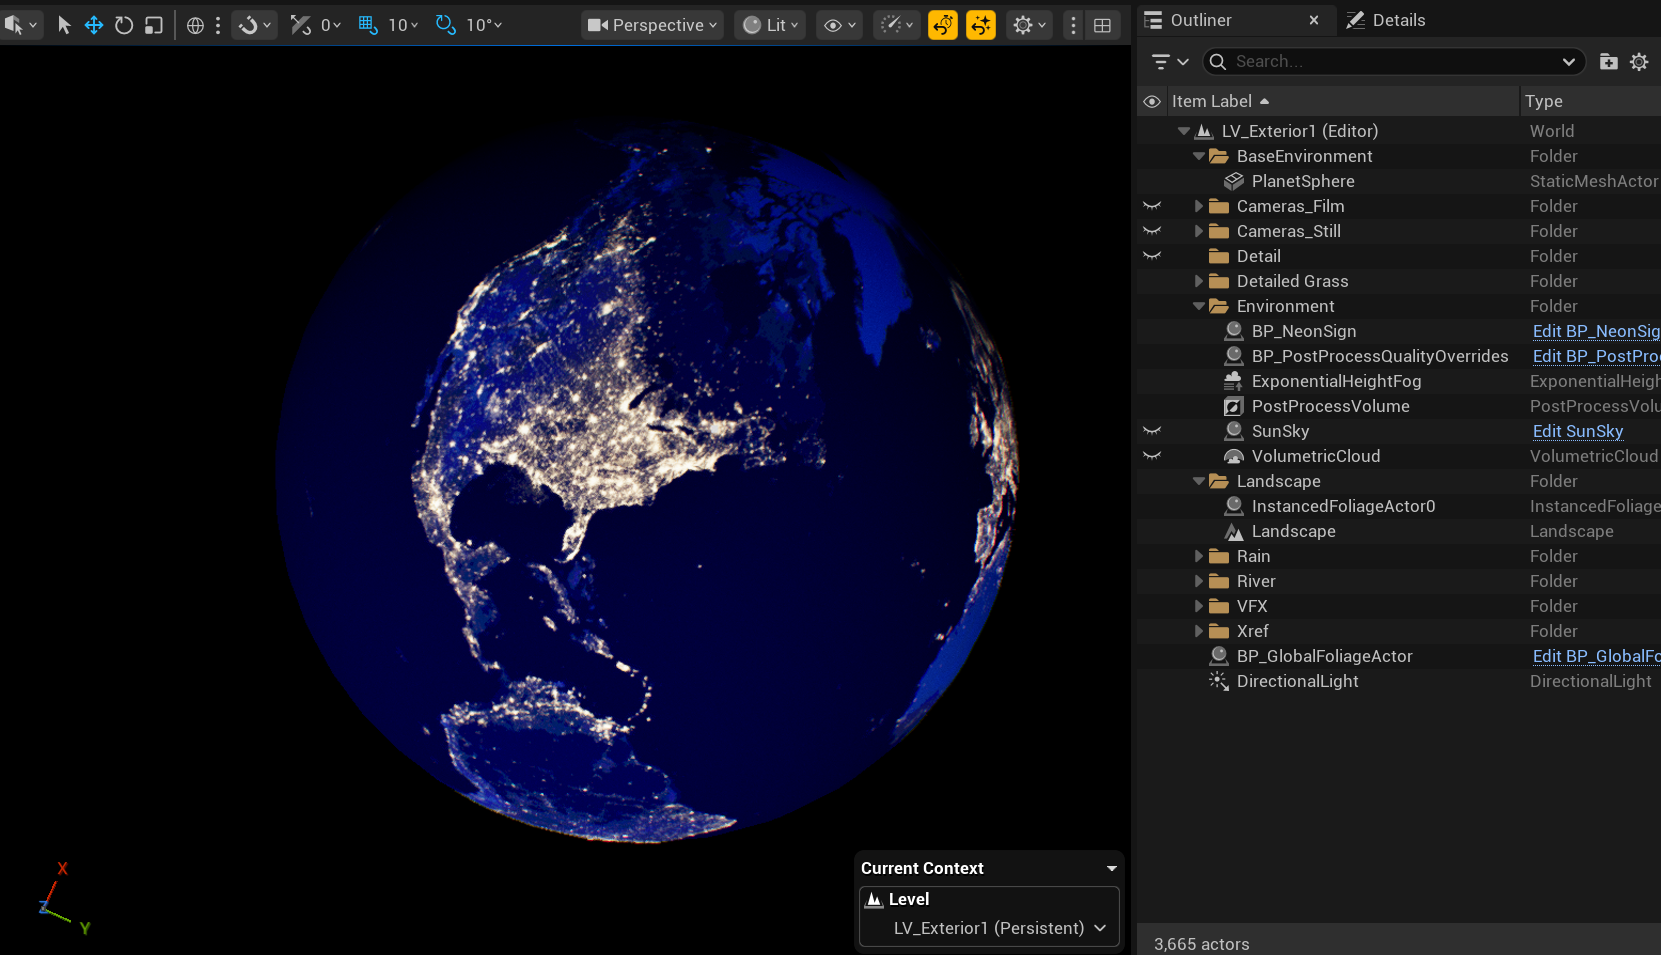 0
10
10°
Perspective
Lit
Outliner
Details
Search...
Item Label
Type
LV_Exterior1 (Editor)
World
BaseEnvironment
Folder
PlanetSphere
StaticMeshActor
Cameras_Film
Folder
Cameras_Still
Folder
Detail
Folder
Detailed Grass
Folder
Environment
Folder
BP_NeonSign
Edit BP_NeonSig
BP_PostProcessQualityOverrides
Edit BP_PostPro
ExponentialHeightFog
ExponentialHeigh
PostProcessVolume
PostProcessVolu
SunSky
Edit SunSky
VolumetricCloud
VolumetricCloud
Landscape
Folder
InstancedFoliageActor0
InstancedFoliage
Landscape
Landscape
Rain
Folder
River
Folder
VFX
Folder
Xref
Folder
BP_GlobalFoliageActor
Edit BP_GlobalFo
DirectionalLight
DirectionalLight
X
Z
Y
Current Context
Level
LV_Exterior1 (Persistent)
3,665 actors